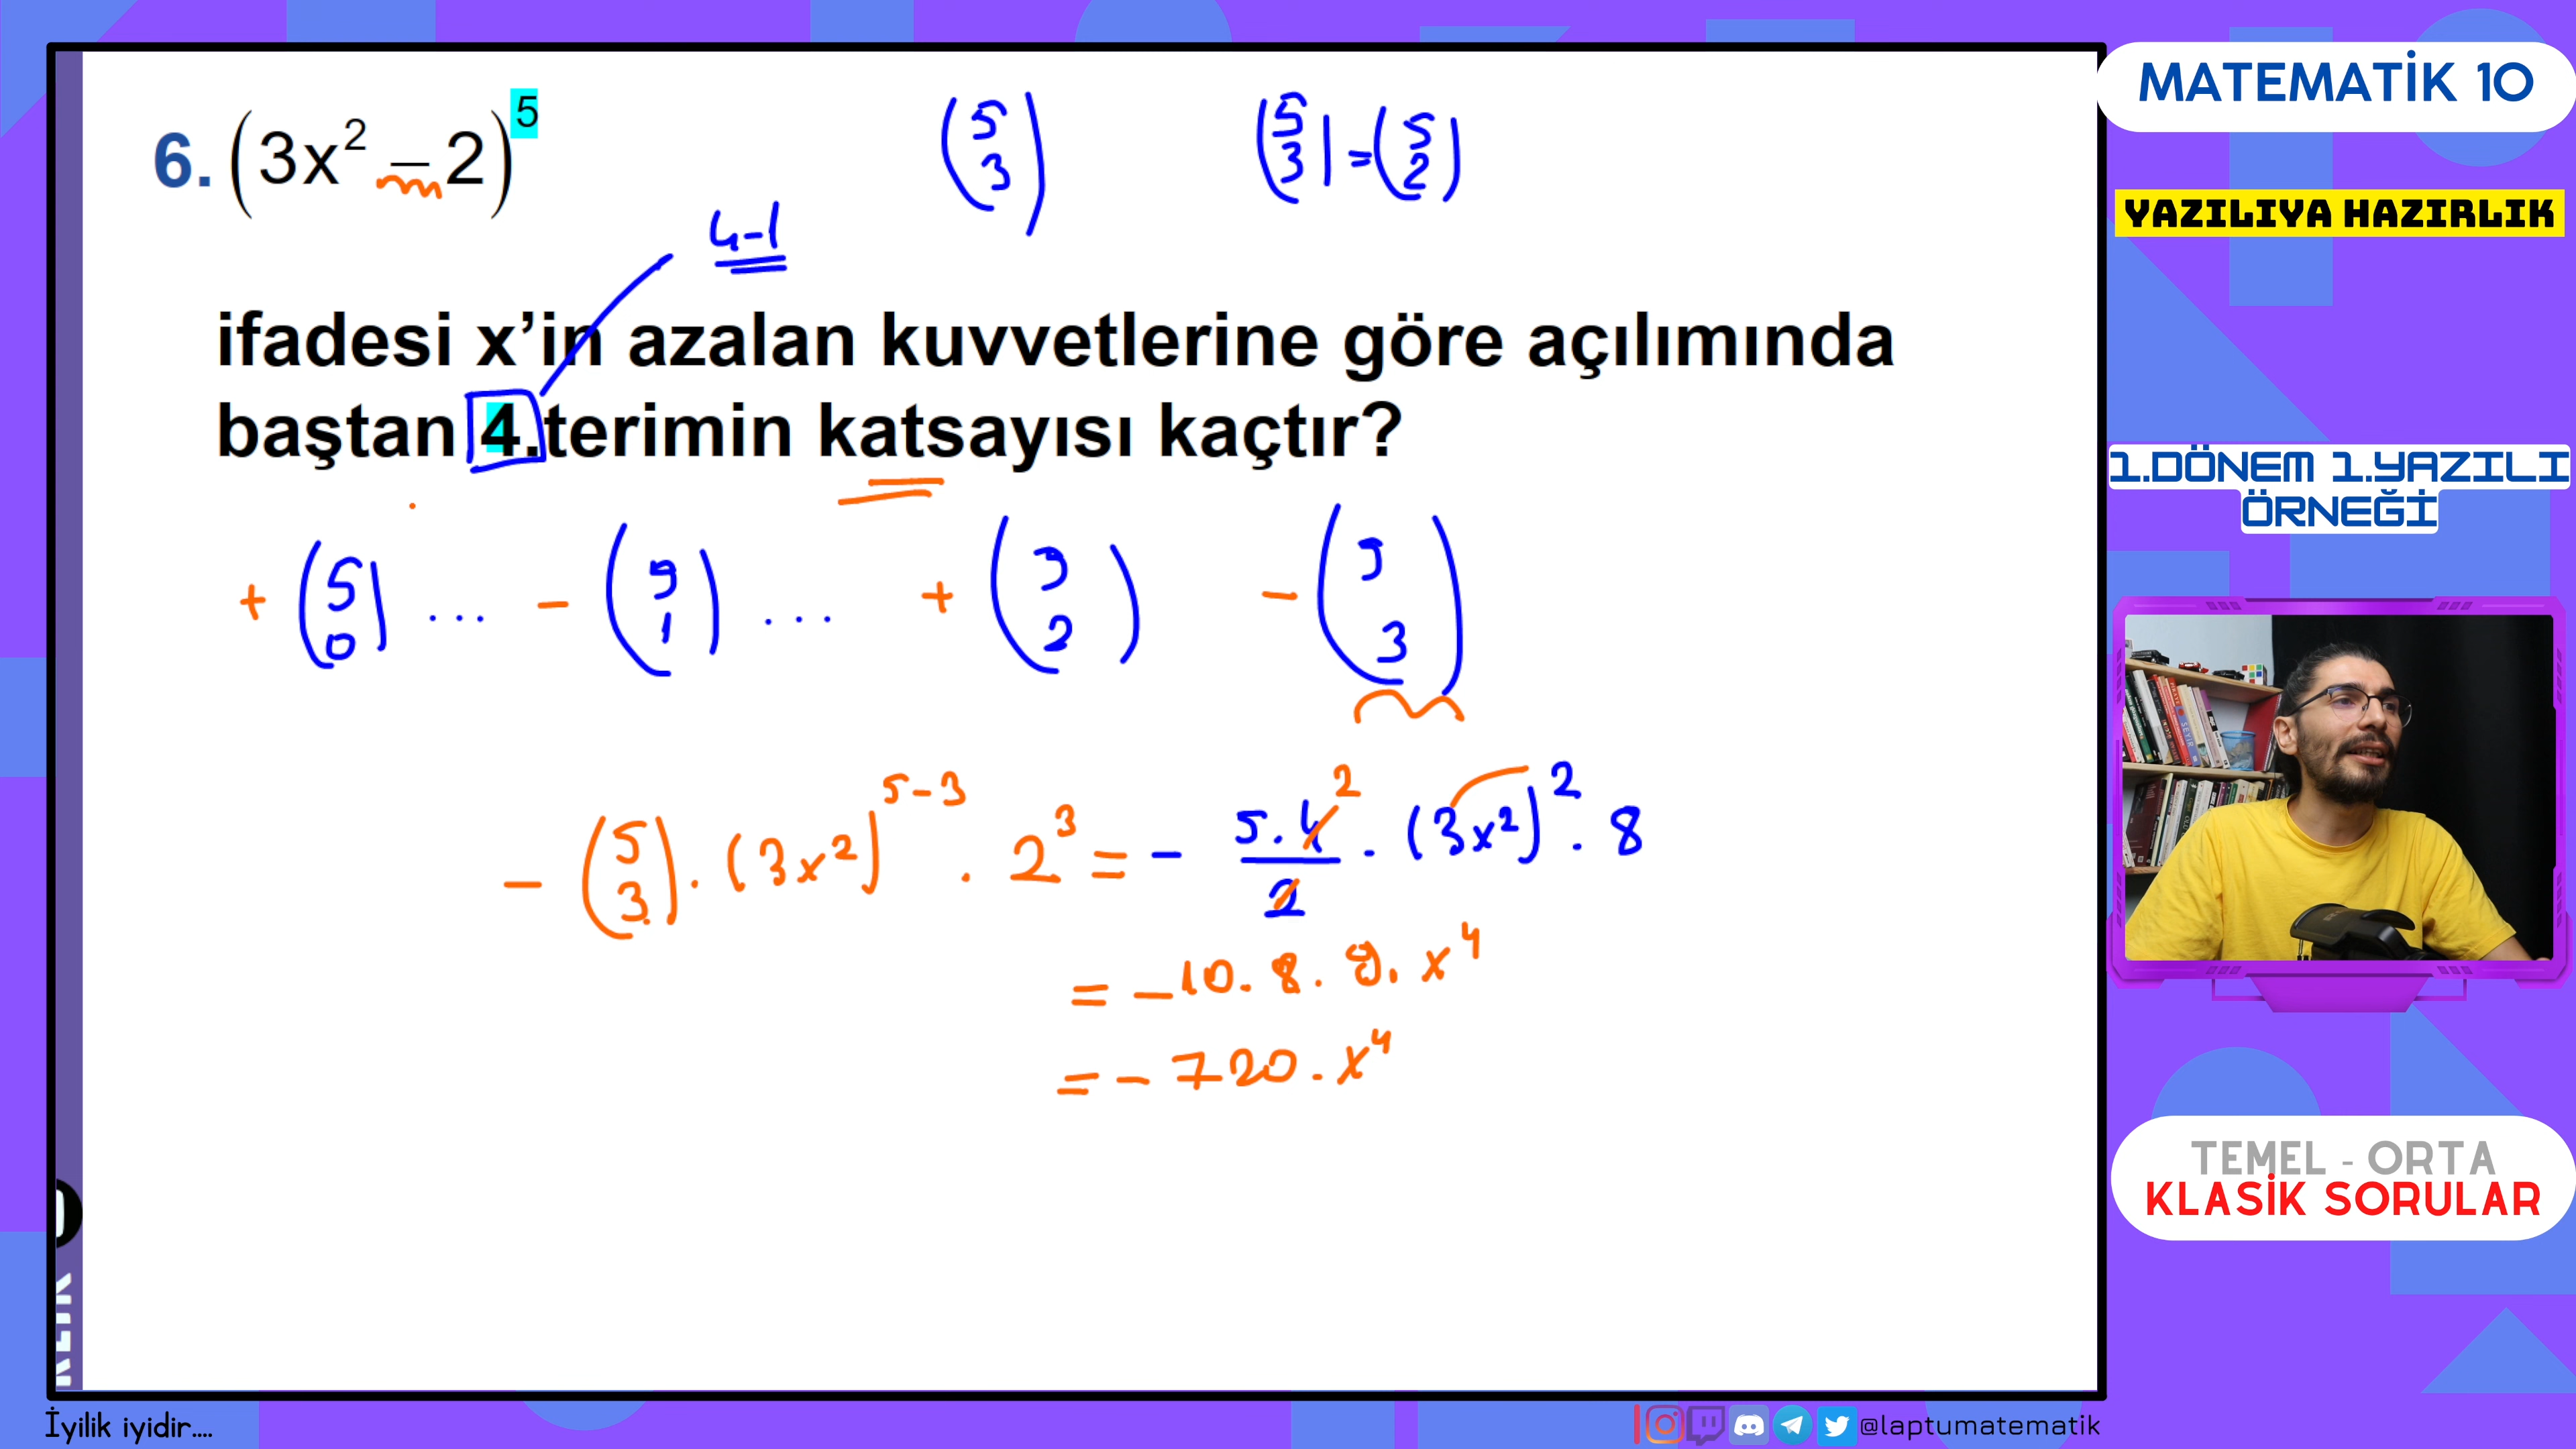 6. (3x² – 2)⁵
(5 3)
(5 3) = (5 2)
4-1
ifadesi x’in azalan kuvvetlerine göre açılımında
baştan 4.terimin katsayısı kaçtır?
+ (5 0) ... - (5 1) ... + (5 2) - (5 3)
- (5 3) . (3x²)⁵⁻³ . 2³ = - 5.4/2 . (3x²)² . 8
2
= -10. 8. 9. x⁴
= - 720. x⁴
MATEMATİK 10
YAZILIYA HAZIRLIK
1.DÖNEM 1.YAZILI
ÖRNEĞİ
TEMEL - ORTA
KLASİK SORULAR
İyilik iyidir....
@laptumatematik